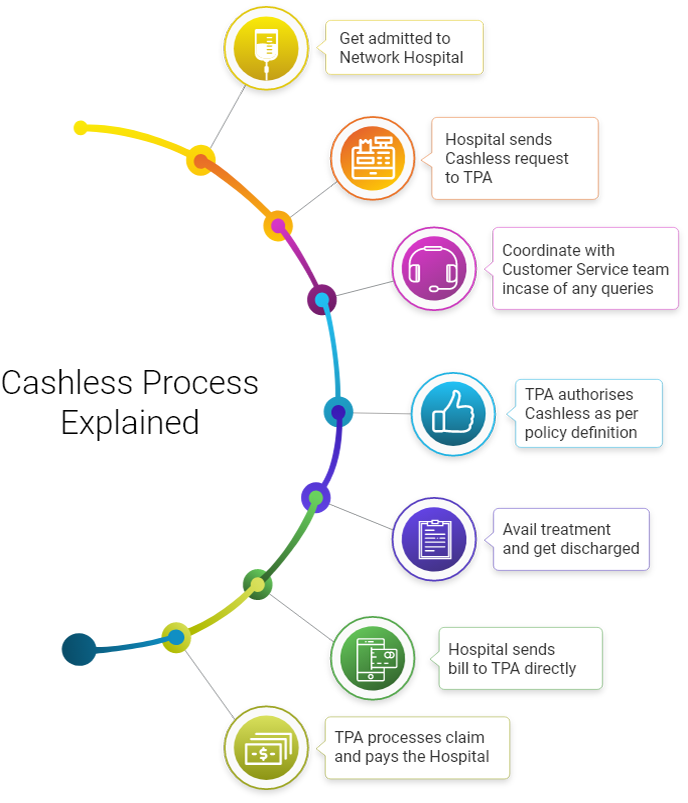 Get admitted to
Network Hospital
Hospital sends
Cashless request
to TPA
Coordinate with
Customer Service team
incase of any queries
Cashless Process
Explained
TPA authorises
Cashless as per
policy definition
Avail treatment
and get discharged
Hospital sends
bill to TPA directly
TPA processes claim
and pays the Hospital
$